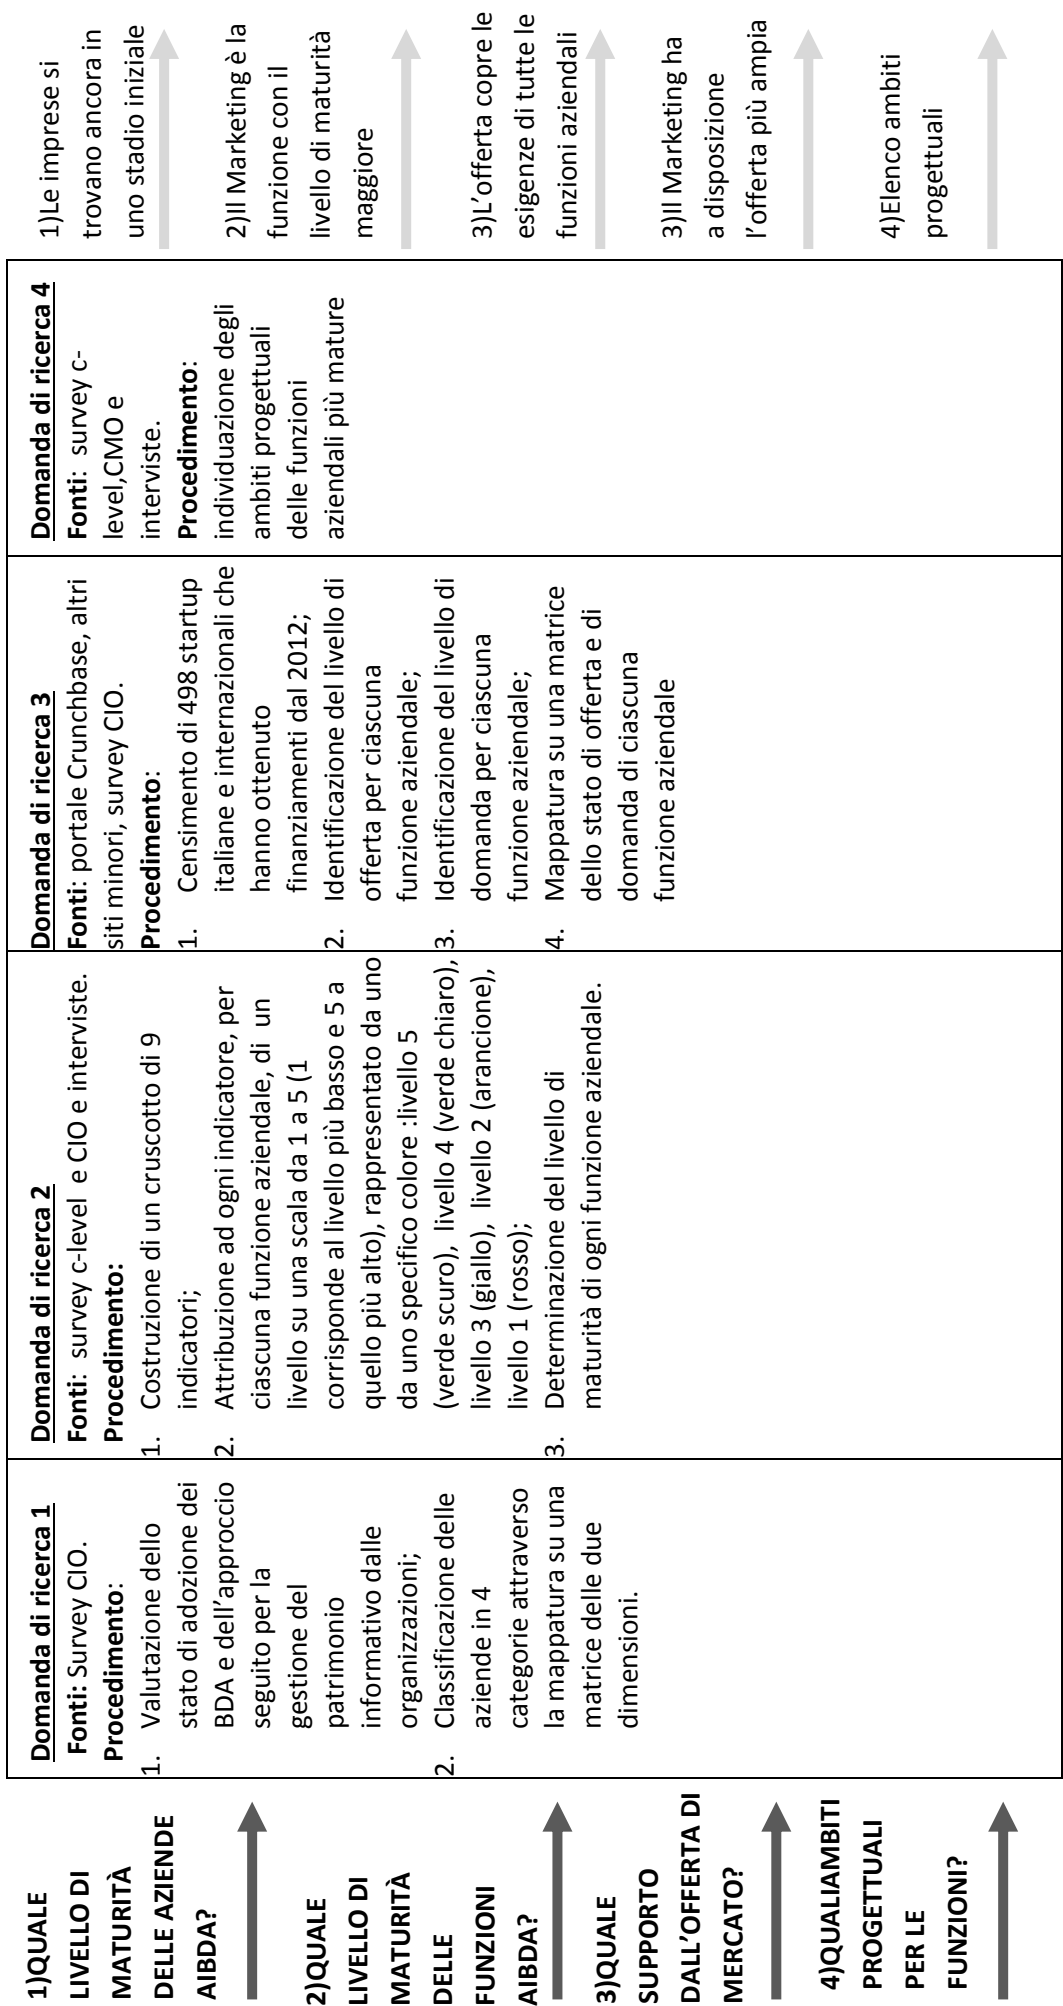 1)QUALE
LIVELLO DI
MATURITÀ
DELLE AZIENDE
AIBDA?
2)QUALE
LIVELLO DI
MATURITÀ
DELLE
FUNZIONI
AIBDA?
3)QUALE
SUPPORTO
DALL'OFFERTA DI
MERCATO?
4)QUALIAMBITI
PROGETTUALI
PER LE
FUNZIONI?
Domanda di ricerca 1
Fonti: Survey CIO.
Procedimento:
1. Valutazione dello
stato di adozione dei
BDA e dell'approccio
seguito per la
gestione del
patrimonio
informativo dalle
organizzazioni;
2. Classificazione delle
aziende in 4
categorie attraverso
la mappatura su una
matrice delle due
dimensioni.
Domanda di ricerca 2
Fonti: survey c-level e CIO e interviste.
Procedimento:
1. Costruzione di un cruscotto di 9
indicatori;
2. Attribuzione ad ogni indicatore, per
ciascuna funzione aziendale, di un
livello su una scala da 1 a 5 (1
corrisponde al livello più basso e 5 a
quello più alto), rappresentato da uno
da uno specifico colore :livello 5
(verde scuro), livello 4 (verde chiaro),
livello 3 (giallo), livello 2 (arancione),
livello 1 (rosso);
3. Determinazione del livello di
maturità di ogni funzione aziendale.
Domanda di ricerca 3
Fonti: portale Crunchbase, altri
siti minori, survey CIO.
Procedimento:
1. Censimento di 498 startup
italiane e internazionali che
hanno ottenuto
finanziamenti dal 2012;
2. Identificazione del livello di
offerta per ciascuna
funzione aziendale;
3. Identificazione del livello di
domanda per ciascuna
funzione aziendale;
4. Mappatura su una matrice
dello stato di offerta e di
domanda di ciascuna
funzione aziendale
Domanda di ricerca 4
Fonti: survey c-
level,CMO e
interviste.
Procedimento:
individuazione degli
ambiti progettuali
delle funzioni
aziendali più mature
1)Le imprese si
trovano ancora in
uno stadio iniziale
2)Il Marketing è la
funzione con il
livello di maturità
maggiore
3)L'offerta copre le
esigenze di tutte le
funzioni aziendali
3)Il Marketing ha
a disposizione
l'offerta più ampia
4)Elenco ambiti
progettuali